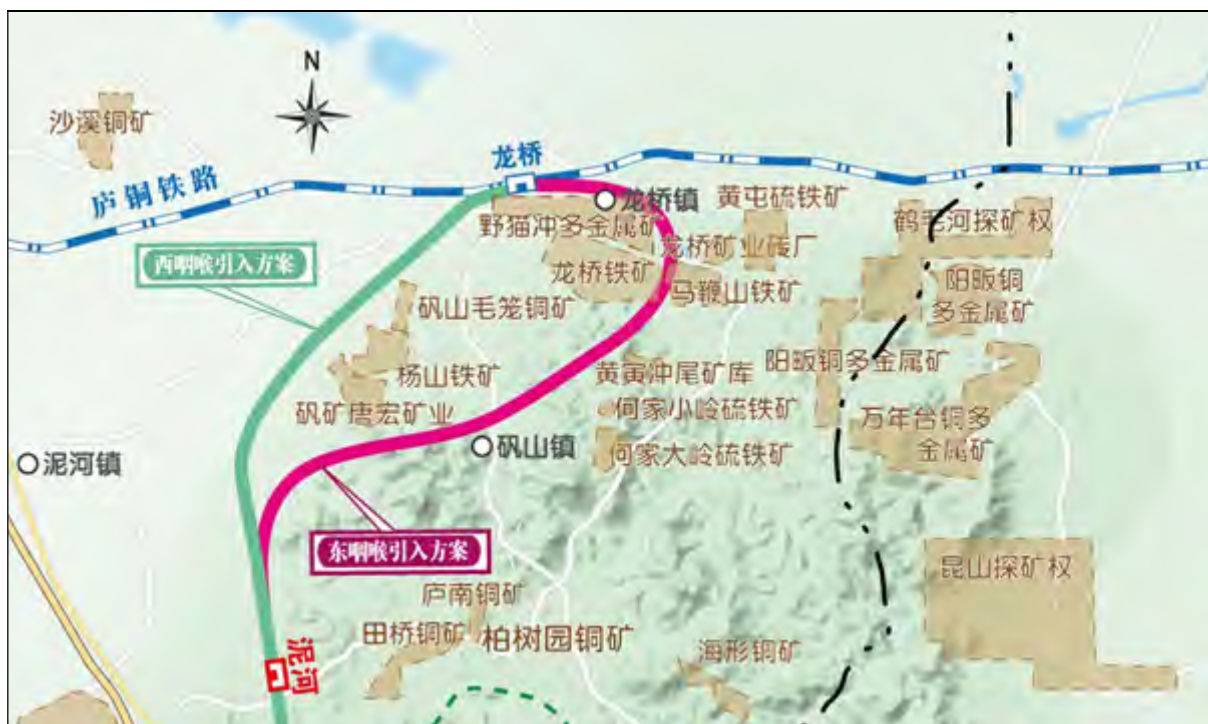 N
沙溪铜矿
龙桥
庐铜铁路
龙桥镇
黄屯硫铁矿
野猫冲多金属矿
龙桥矿业砖厂
鹤毛河探矿权
西咽喉引入方案
龙桥铁矿
马鞭山铁矿
阳畈铜
多金属矿
矾山毛笼铜矿
杨山铁矿
黄寅冲尾矿库
阳畈铜多金属矿
矾矿唐宏矿业
何家小岭硫铁矿
万年台铜多
金属矿
泥河镇
矾山镇
何家大岭硫铁矿
东咽喉引入方案
昆山探矿权
庐南铜矿
田桥铜矿
柏树园铜矿
海形铜矿
泥河